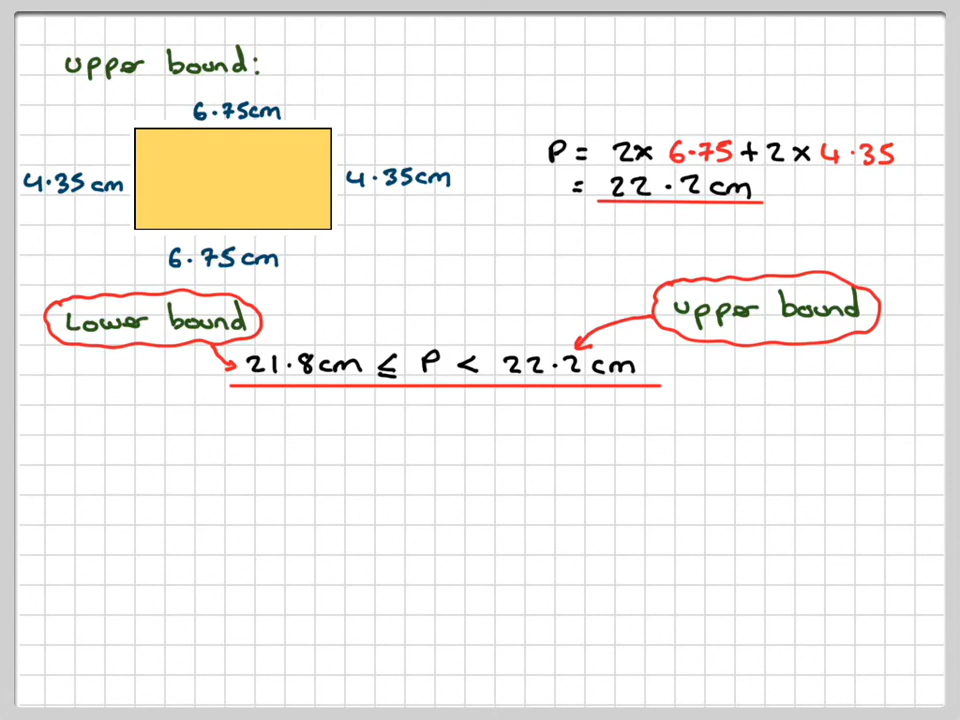 upper bound:
6.75cm
4.35cm
4.35cm
6.75cm
P = 2x 6.75 + 2 x 4.35
= 22.2cm
Lower bound
upper bound
21.8cm ≤ P < 22.2cm